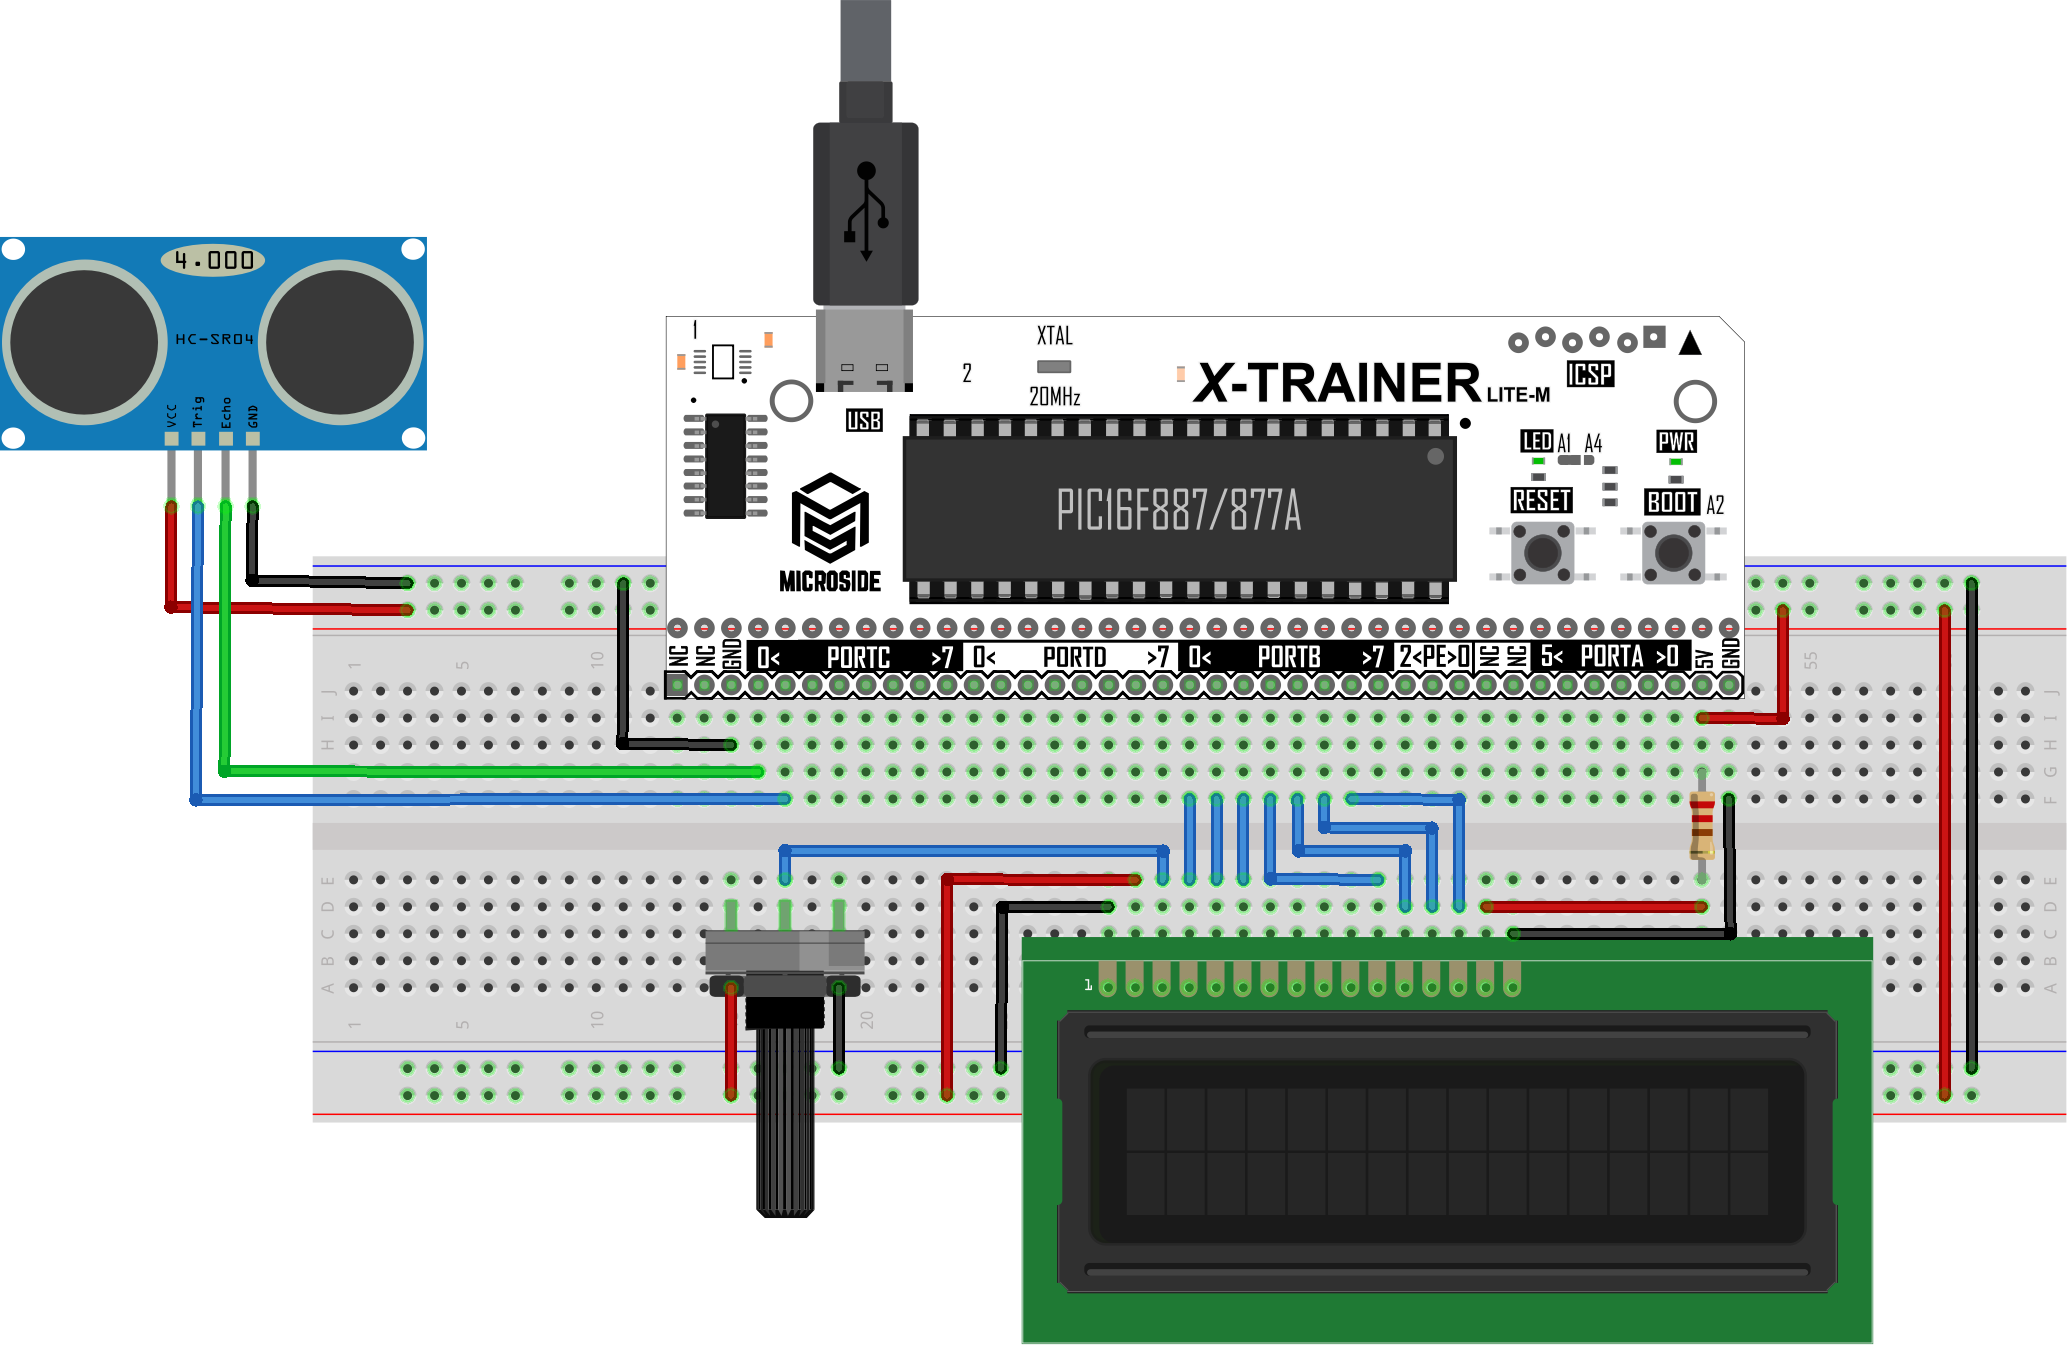 4.000
HC-SR04
VCC
Trig
Echo
GND
1
2
XTAL
20MHz
USB
X-TRAINER LITE-M
ICSP
LED A1 A4
PWR
RESET
BOOT A2
PIC16F887/877A
MICROSIDE
NC NC GND 0< PORTC >7 0< PORTD >7 0< PORTB >7 2<PE>0 NC NC 5< PORTA >0 5V GND
1 5 10 55
J J
I I
H H
G G
F F
E E
D D
C C
B B
A A
1
1 5 10 20